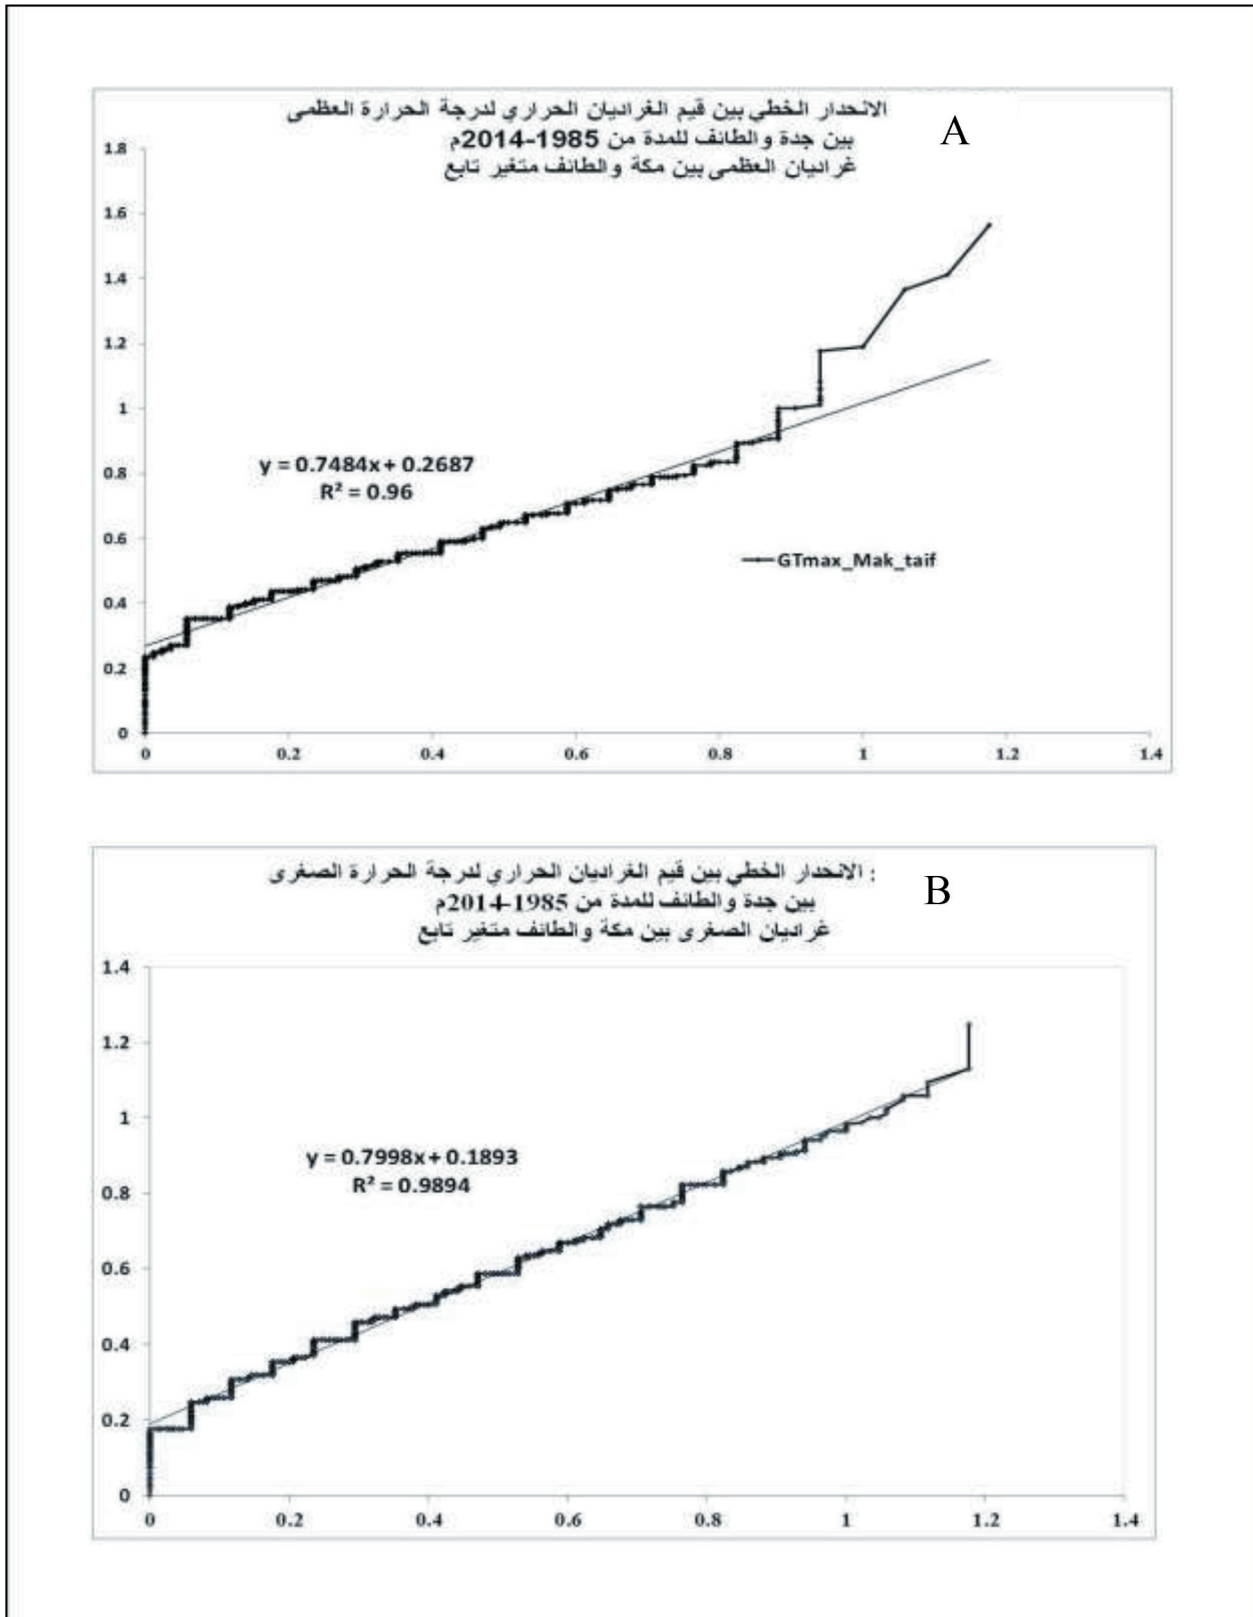 الانحدار الخطي بين قيم الغراديان الحراري لدرجة الحرارة العظمى
بين جدة والطائف للمدة من 1985-2014م
غراديان العظمى بين مكة والطائف متغير تابع
A
1.8
1.6
1.4
1.2
1
0.8
0.6
0.4
0.2
0
y = 0.7484x + 0.2687
R² = 0.96
GTmax_Mak_taif
0 0.2 0.4 0.6 0.8 1 1.2 1.4
: الانحدار الخطي بين قيم الغراديان الحراري لدرجة الحرارة الصغرى
بين جدة والطائف للمدة من 1985-2014م
غراديان الصغرى بين مكة والطائف متغير تابع
B
1.4
1.2
1
0.8
0.6
0.4
0.2
0
y = 0.7998x + 0.1893
R² = 0.9894
0 0.2 0.4 0.6 0.8 1 1.2 1.4